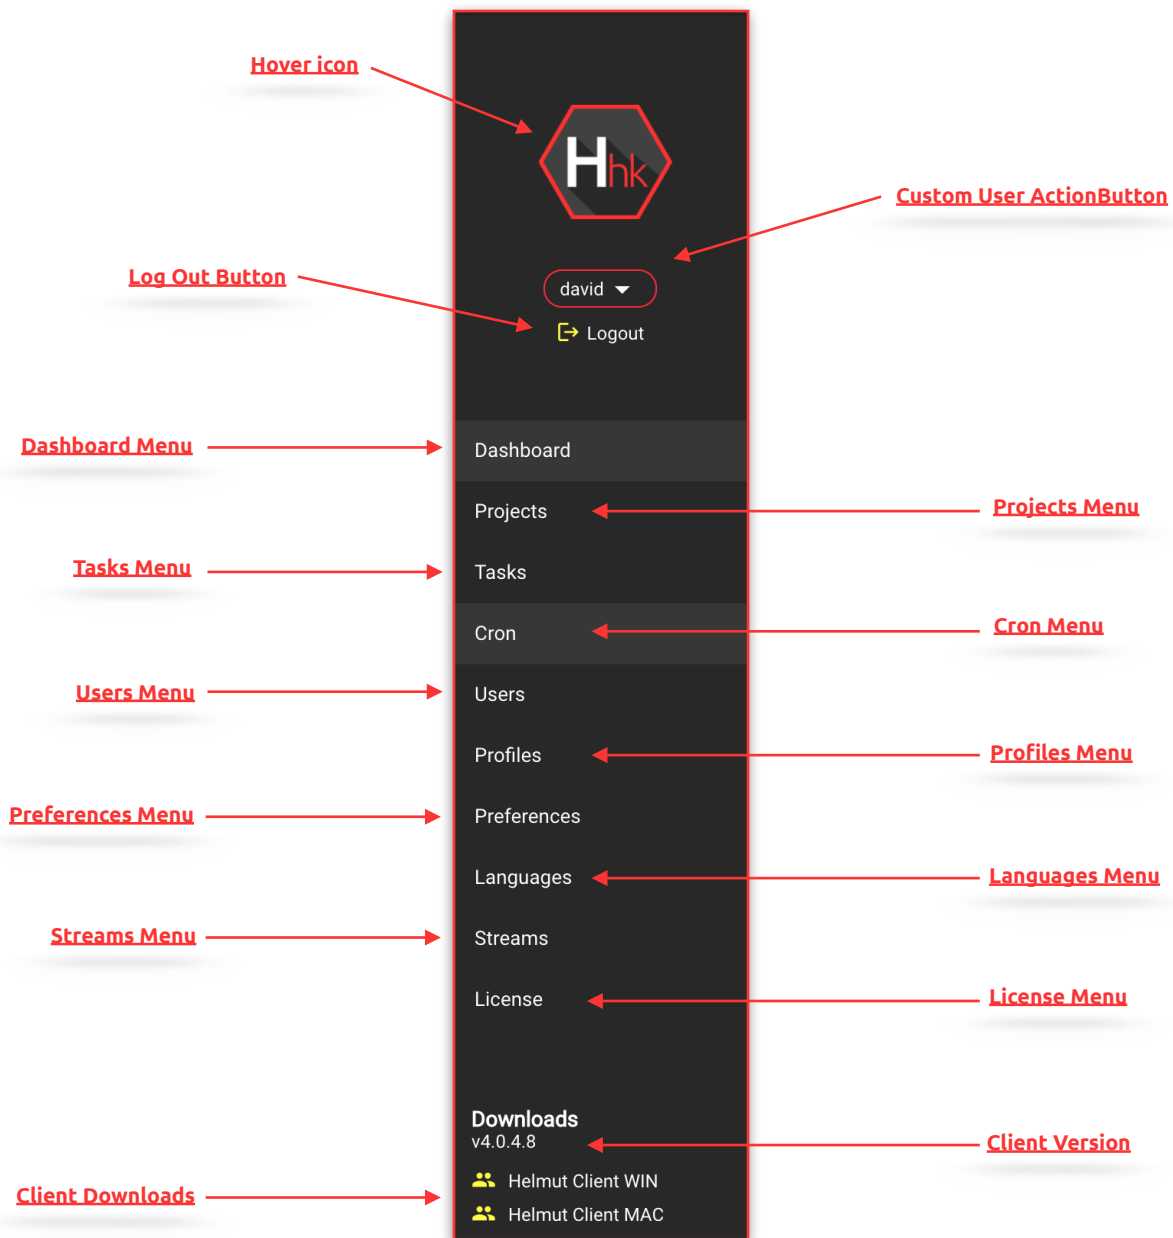 Hover icon
Hhk
Custom User ActionButton
david
Log Out Button
Logout
Dashboard Menu
Dashboard
Projects
Projects Menu
Tasks Menu
Tasks
Cron
Cron Menu
Users Menu
Users
Profiles
Profiles Menu
Preferences Menu
Preferences
Languages
Languages Menu
Streams Menu
Streams
License
License Menu
Downloads
v4.0.4.8
Client Version
Helmut Client WIN
Client Downloads
Helmut Client MAC